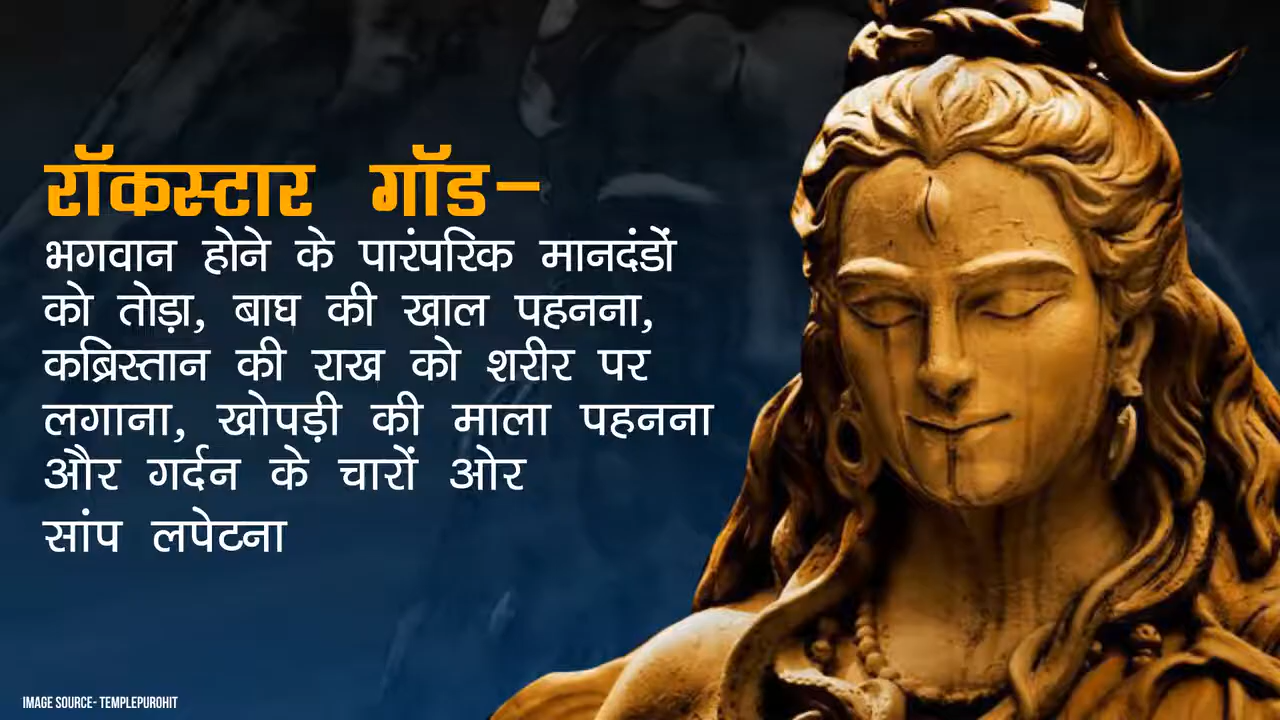 रॉकस्टार गॉड-
भगवान होने के पारंपरिक मानदंडों
को तोड़ा, बाघ की खाल पहनना,
कब्रिस्तान की राख को शरीर पर
लगाना, खोपड़ी की माला पहनना
और गर्दन के चारों ओर
सांप लपेटना
IMAGE SOURCE- TEMPLEPUROHIT